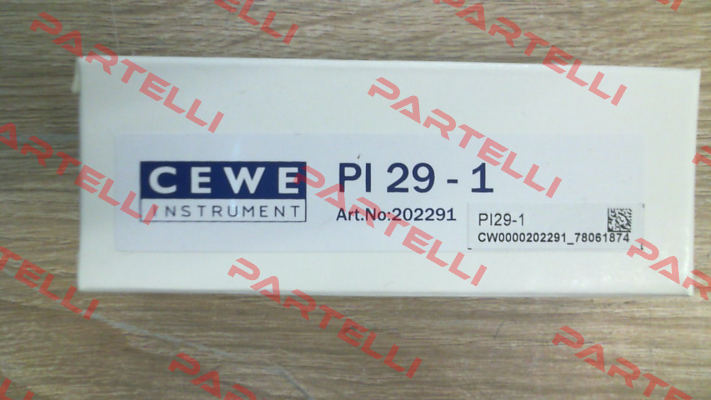 CEWE
INSTRUMENT
PI 29 - 1
Art.No:202291
PI29-1
CW0000202291_78061874
PARTELLI
PARTELLI
PARTELLI
PARTELLI
PARTELLI
PARTELLI
PARTELLI
PARTELLI